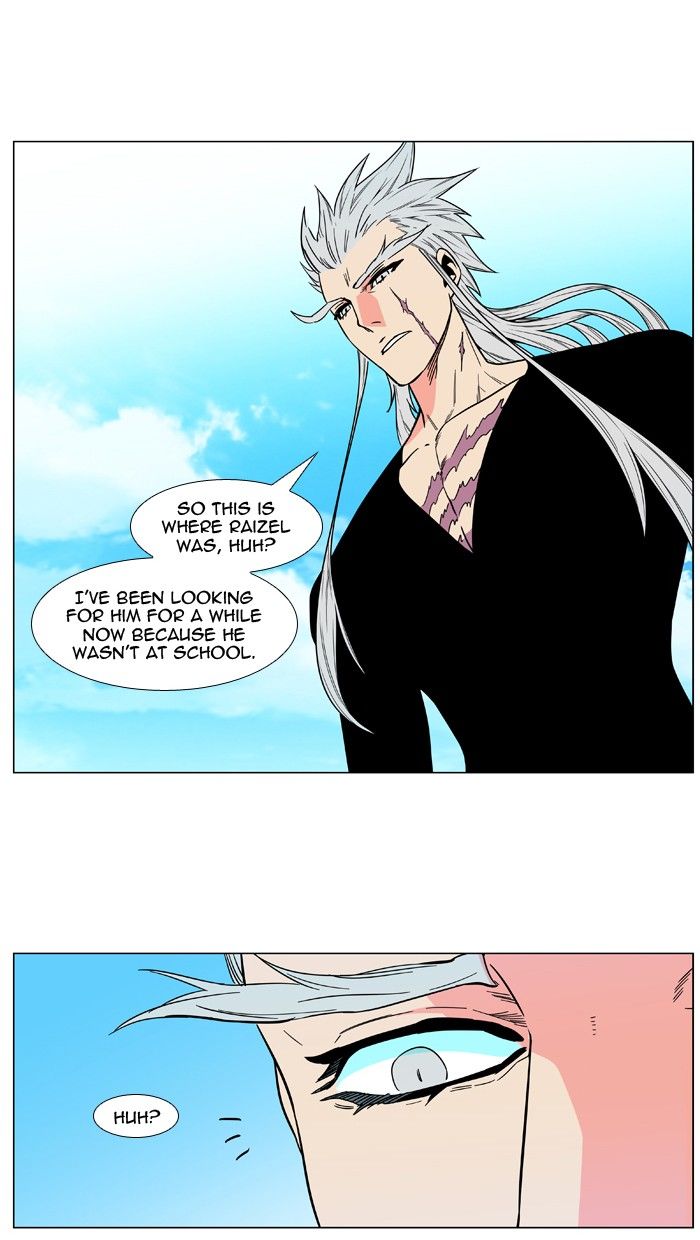 SO THIS IS
WHERE RAIZEL
WAS, HUH?
I'VE BEEN LOOKING
FOR HIM FOR A WHILE
NOW BECAUSE HE
WASN'T AT SCHOOL.
HUH?